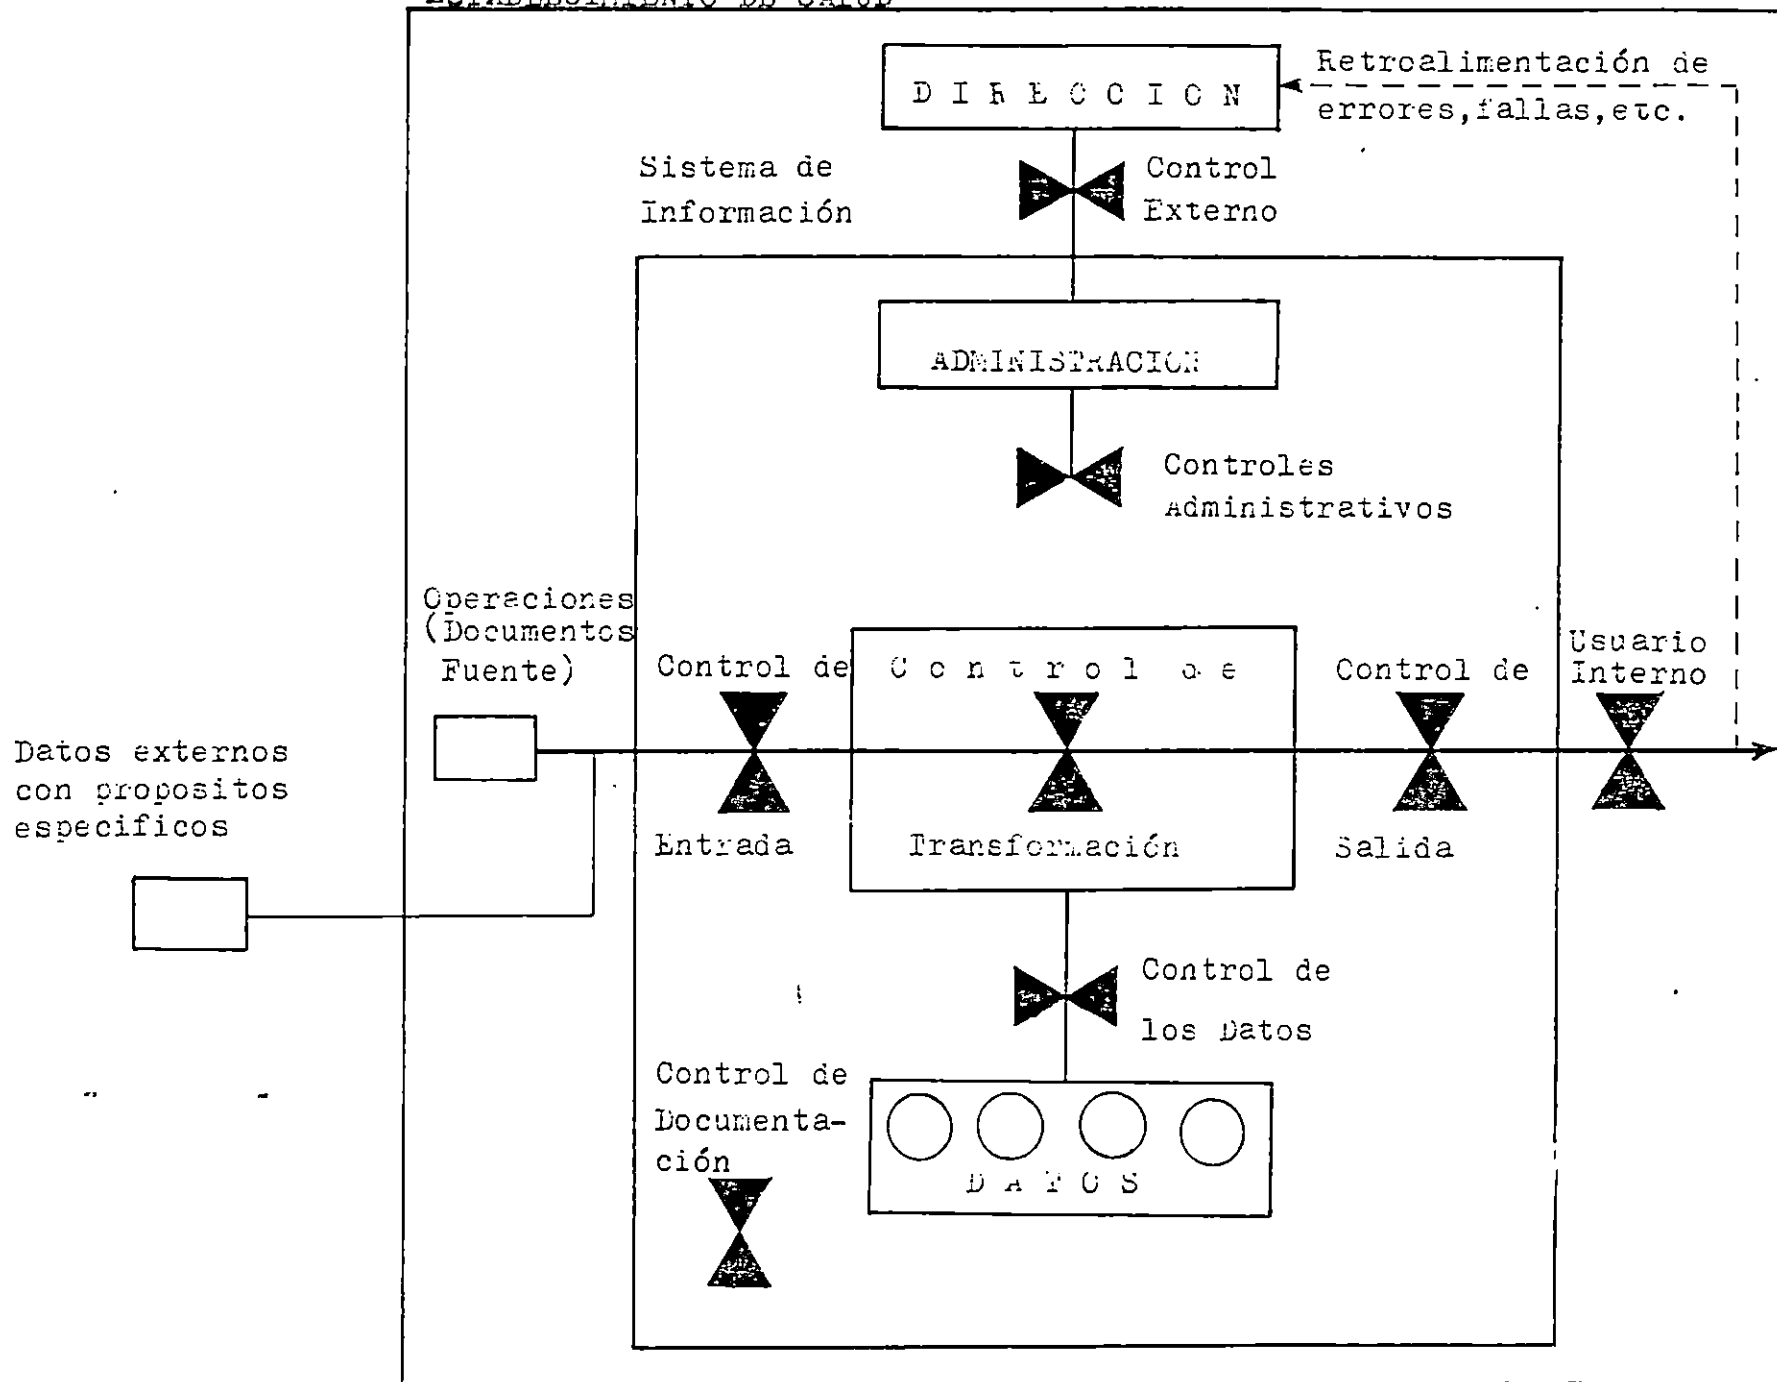 ESTABLECIMIENTO DE SALUD
D I R E C C I O N
Retroalimentación de
errores, fallas, etc.
Sistema de
Información
Control
Externo
ADMINISTRACION
Controles
Administrativos
Operaciones
(Documentos
Fuente)
Control de
Entrada
C o n t r o l  d e
Transformación
Control de
Salida
Usuario
Interno
Datos externos
con propositos
especificos
Control de
los Datos
Control de
Documenta-
ción
D A T O S